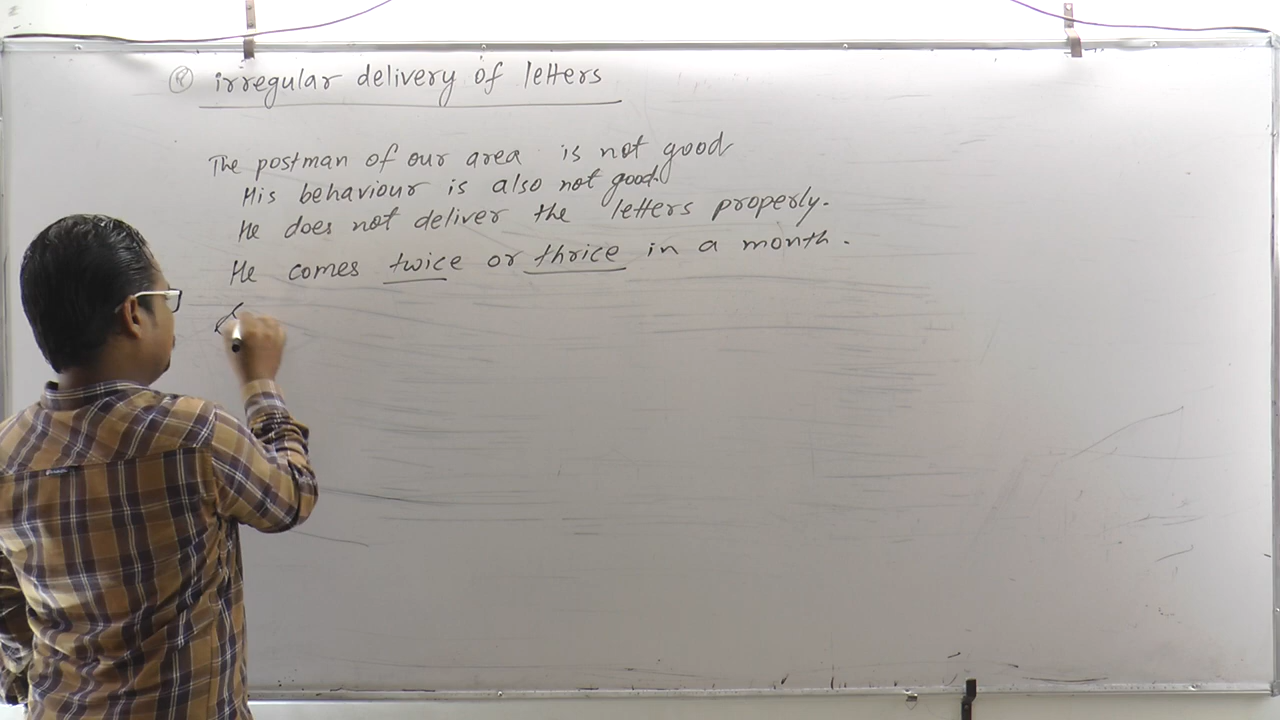 irregular delivery of letters
The postman of our area is not good
His behaviour is also not good.
He does not deliver the letters properly.
He comes twice or thrice in a month.